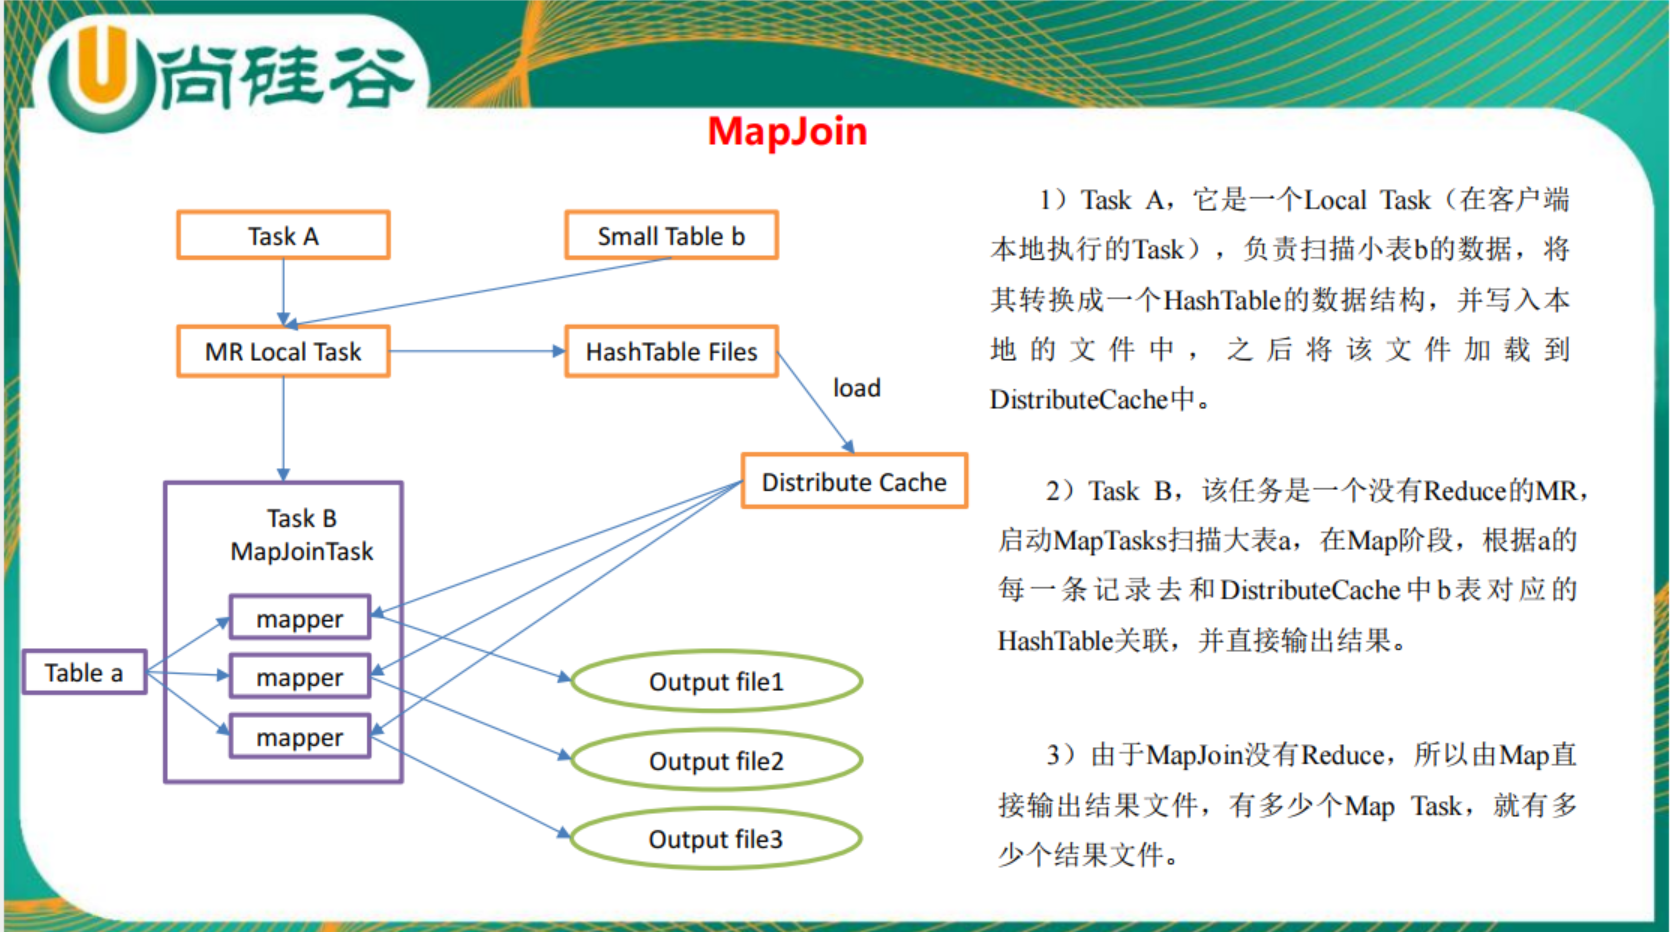 尚硅谷
MapJoin
Task A
Small Table b
MR Local Task
HashTable Files
load
Distribute Cache
Task B
MapJoinTask
mapper
mapper
mapper
Table a
Output file1
Output file2
Output file3
1）Task A，它是一个Local Task（在客户端
本地执行的Task），负责扫描小表b的数据，将
其转换成一个HashTable的数据结构，并写入本
地的文件中，之后将该文件加载到
DistributeCache中。
2）Task B，该任务是一个没有Reduce的MR，
启动MapTasks扫描大表a，在Map阶段，根据a的
每一条记录去和DistributeCache中b表对应的
HashTable关联，并直接输出结果。
3）由于MapJoin没有Reduce，所以由Map直
接输出结果文件，有多少个Map Task，就有多
少个结果文件。